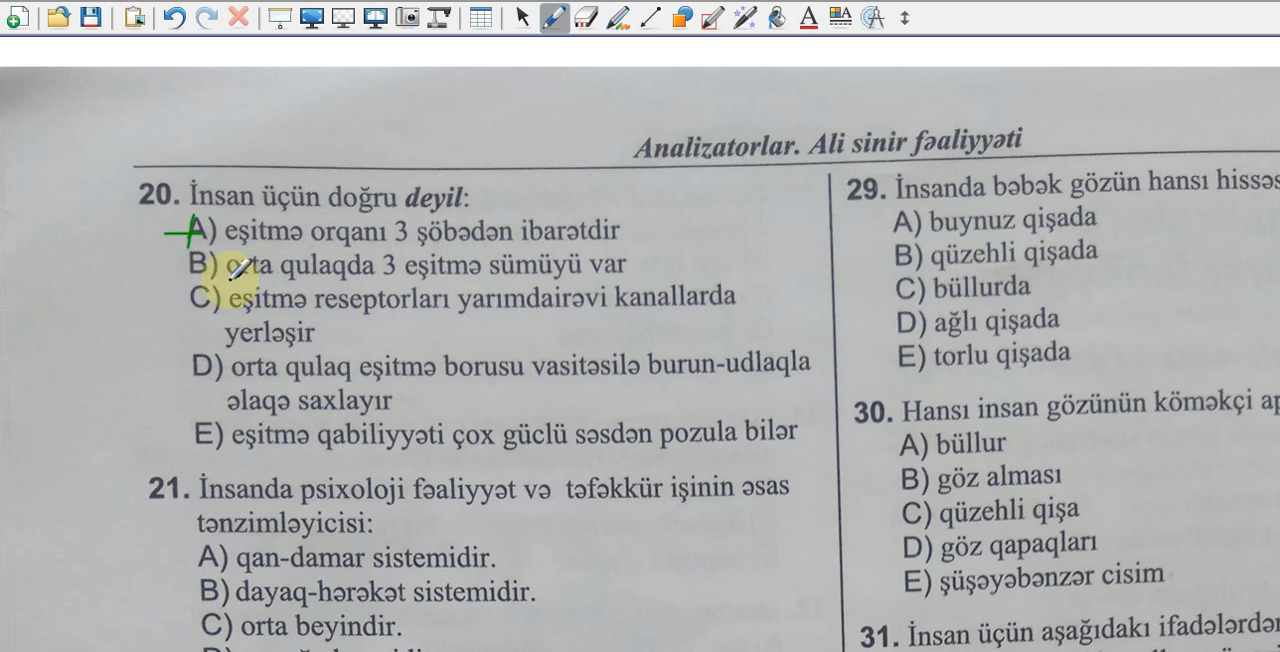 Analizatorlar. Ali sinir fəaliyyəti
20. İnsan üçün doğru deyil:
A) eşitmə orqanı 3 şöbədən ibarətdir
B) orta qulaqda 3 eşitmə sümüyü var
C) eşitmə reseptorları yarımdairəvi kanallarda
yerləşir
D) orta qulaq eşitmə borusu vasitəsilə burun-udlaqla
əlaqə saxlayır
E) eşitmə qabiliyyəti çox güclü səsdən pozula bilər
21. İnsanda psixoloji fəaliyyət və təfəkkür işinin əsas
tənzimləyicisi:
A) qan-damar sistemidir.
B) dayaq-hərəkət sistemidir.
C) orta beyindir.
29. İnsanda bəbək gözün hansı
A) buynuz qişada
B) qüzehli qişada
C) büllurda
D) ağlı qişada
E) torlu qişada
30. Hansı insan gözünün köməkçi
A) büllur
B) göz alması
C) qüzehli qişa
D) göz qapaqları
E) şüşəyəbənzər cisim
31. İnsan üçün aşağıdakı